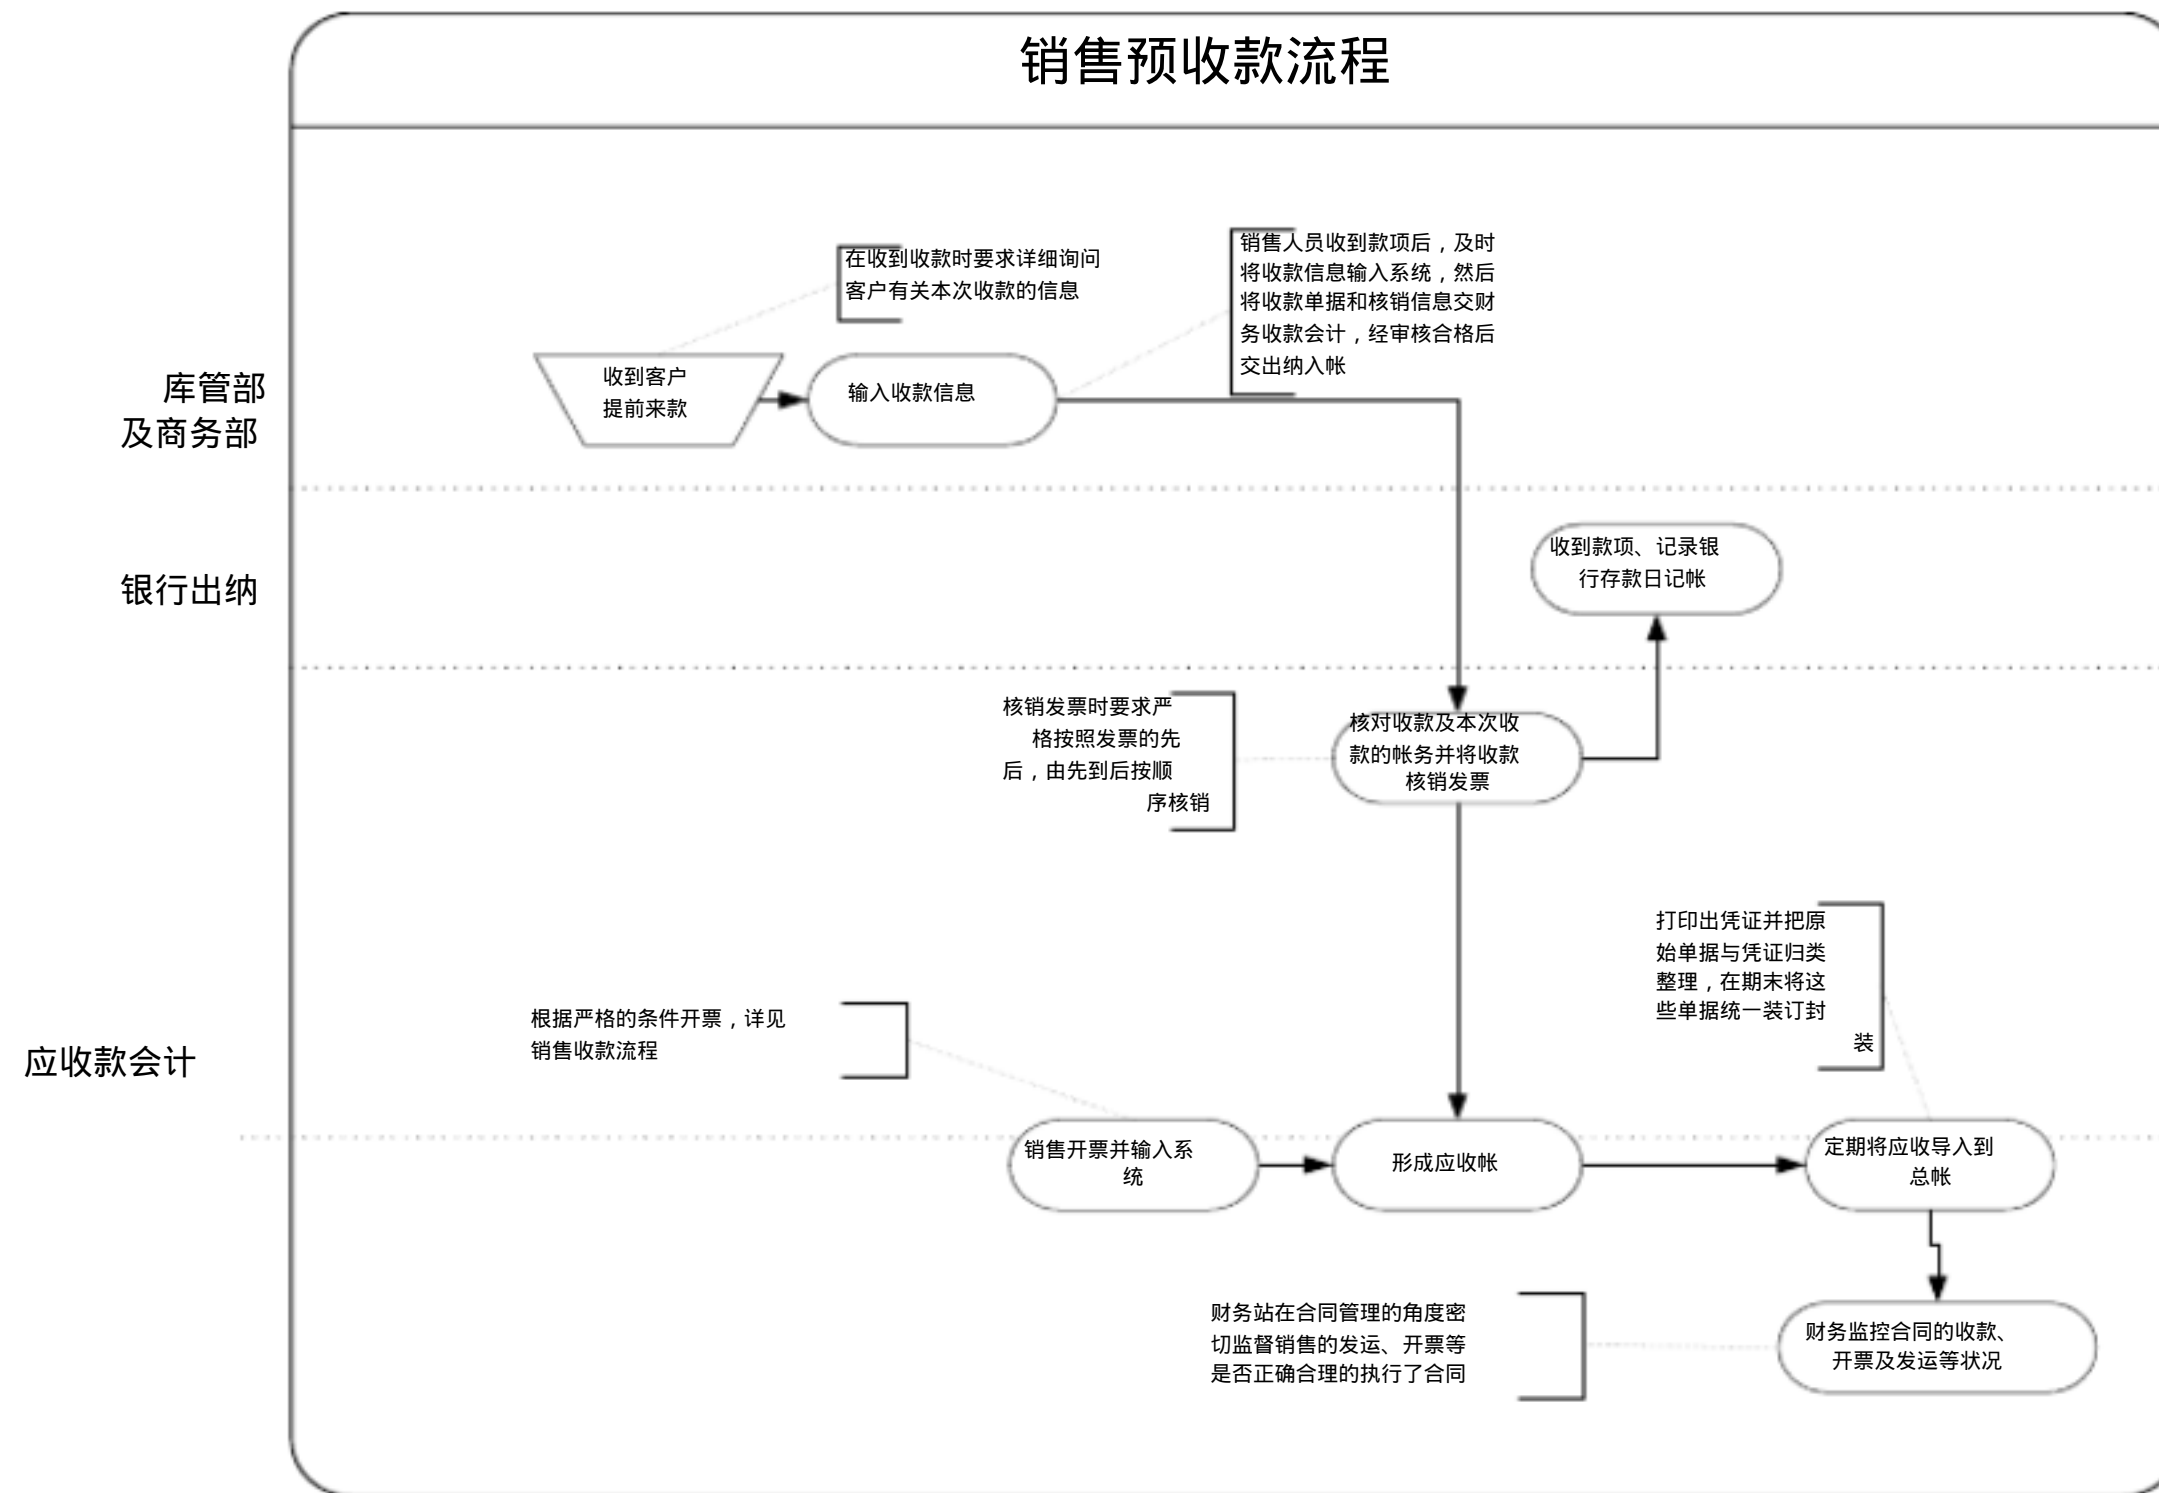 销售预收款流程
在收到收款时要求详细询问
客户有关本次收款的信息
销售人员收到款项后，及时
将收款信息输入系统，然后
将收款单据和核销信息交财
务收款会计，经审核合格后
交出纳入帐
库管部
及商务部
收到客户
提前来款
输入收款信息
银行出纳
收到款项、记录银
行存款日记帐
核销发票时要求严
格按照发票的先
后，由先到后按顺
序核销
核对收款及本次收
款的帐务并将收款
核销发票
打印出凭证并把原
始单据与凭证归类
整理，在期末将这
些单据统一装订封
装
根据严格的条件开票，详见
销售收款流程
应收款会计
销售开票并输入系
统
形成应收帐
定期将应收导入到
总帐
财务站在合同管理的角度密
切监督销售的发运、开票等
是否正确合理的执行了合同
财务监控合同的收款、
开票及发运等状况